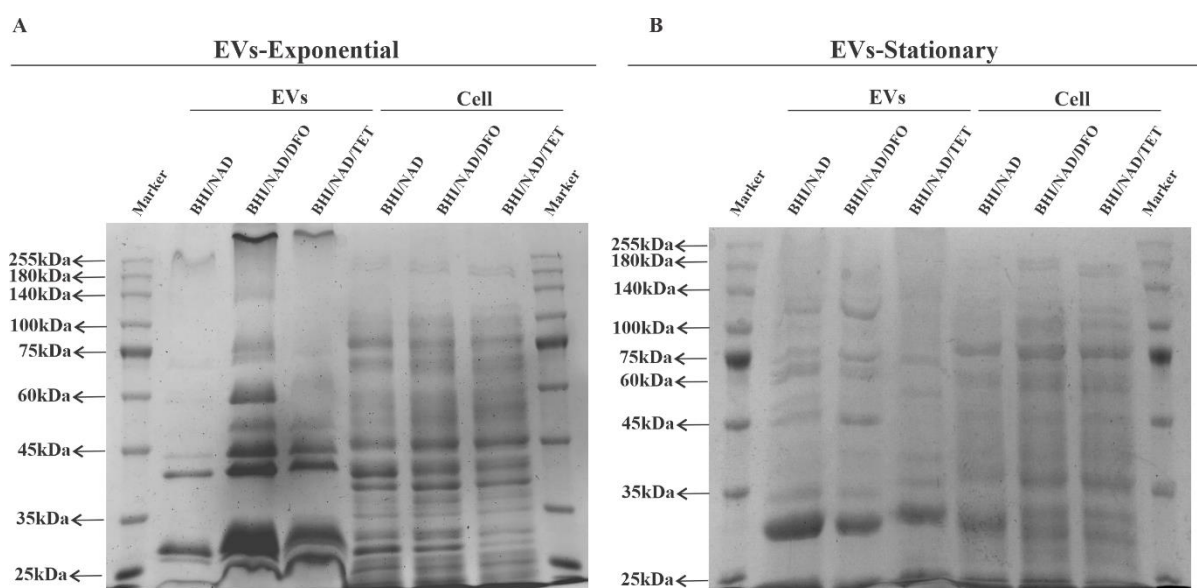 A
EVs-Exponential
EVs
Cell
Marker
BHI/NAD
BHI/NAD/DFO
BHI/NAD/TET
BHI/NAD
BHI/NAD/DFO
BHI/NAD/TET
Marker
255kDa
180kDa
140kDa
100kDa
75kDa
60kDa
45kDa
35kDa
25kDa
B
EVs-Stationary
EVs
Cell
Marker
BHI/NAD
BHI/NAD/DFO
BHI/NAD/TET
BHI/NAD
BHI/NAD/DFO
BHI/NAD/TET
Marker
255kDa
180kDa
140kDa
100kDa
75kDa
60kDa
45kDa
35kDa
25kDa